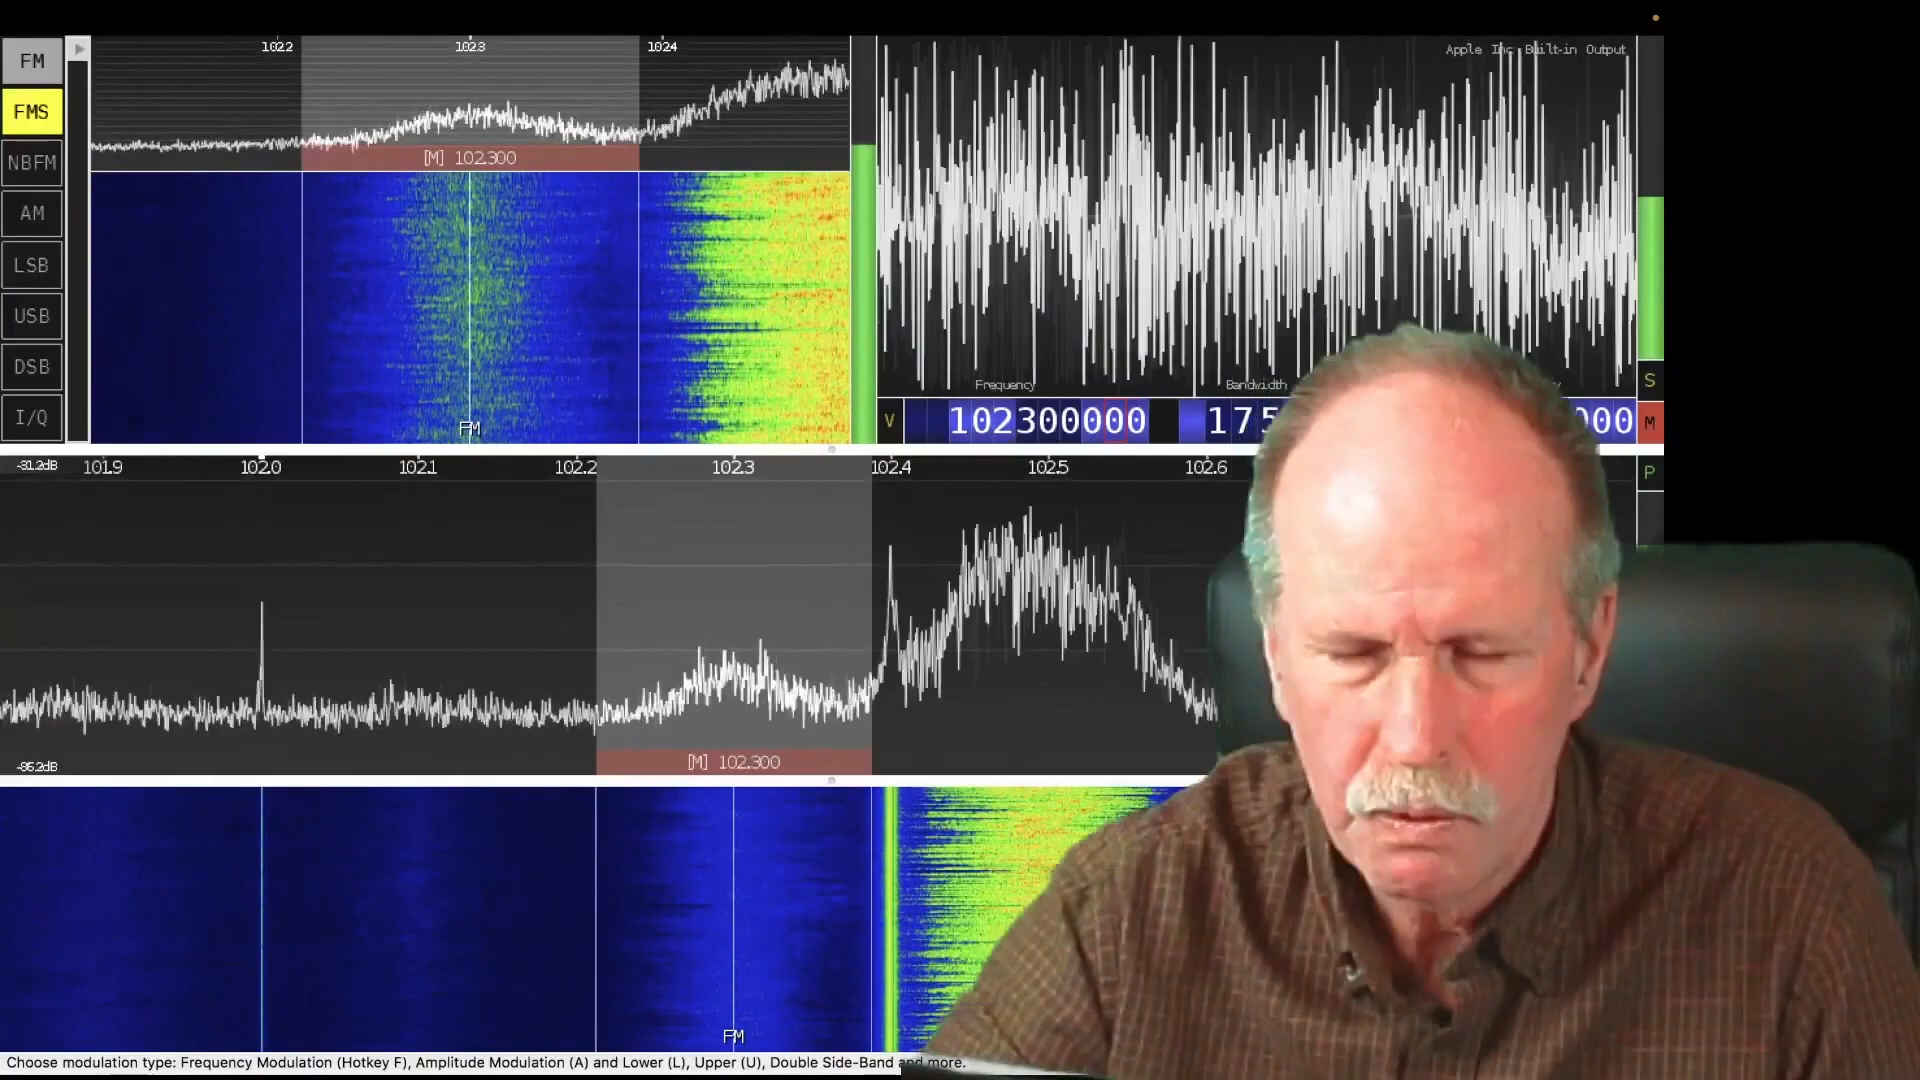 FM
FMS
NBFM
AM
LSB
USB
DSB
I/Q
102.2 102.3 102.4
[M] 102.300
FM
Apple Inc. Built-in Output
Frequency Bandwidth
V 102300000 175 000
S
M
P
-31.2dB 101.9 102.0 102.1 102.2 102.3 102.4 102.5 102.6
[M] 102.300
-85.2dB
FM
Choose modulation type: Frequency Modulation (Hotkey F), Amplitude Modulation (A) and Lower (L), Upper (U), Double Side-Band and more.